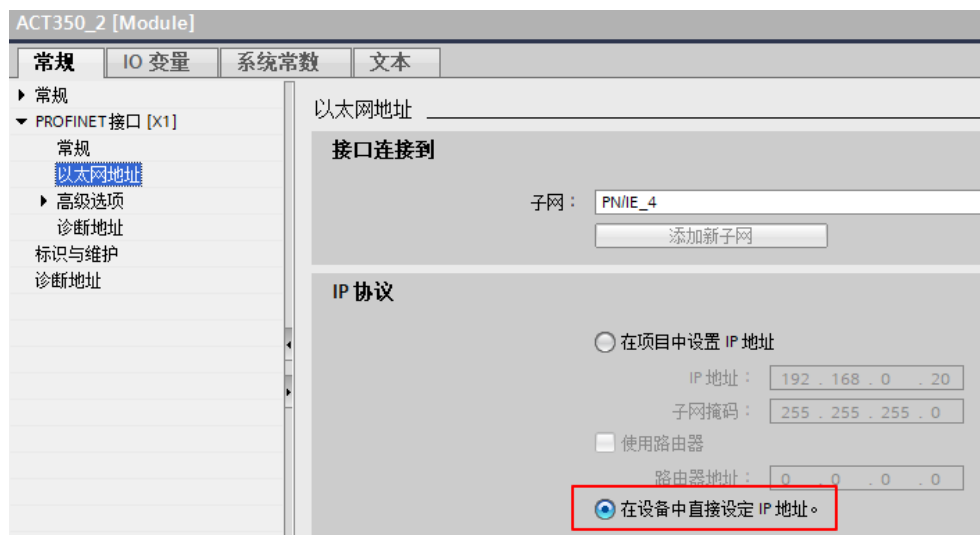 ACT350_2 [Module]
常规 IO 变量 系统常数 文本
常规
PROFINET接口 [X1]
常规
以太网地址
高级选项
诊断地址
标识与维护
诊断地址
以太网地址
接口连接到
子网： PN/IE_4
添加新子网
IP 协议
在项目中设置 IP 地址
IP 地址： 192 . 168 . 0 . 20
子网掩码： 255 . 255 . 255 . 0
使用路由器
路由器地址： 0 . 0 . 0 . 0
在设备中直接设定 IP 地址。